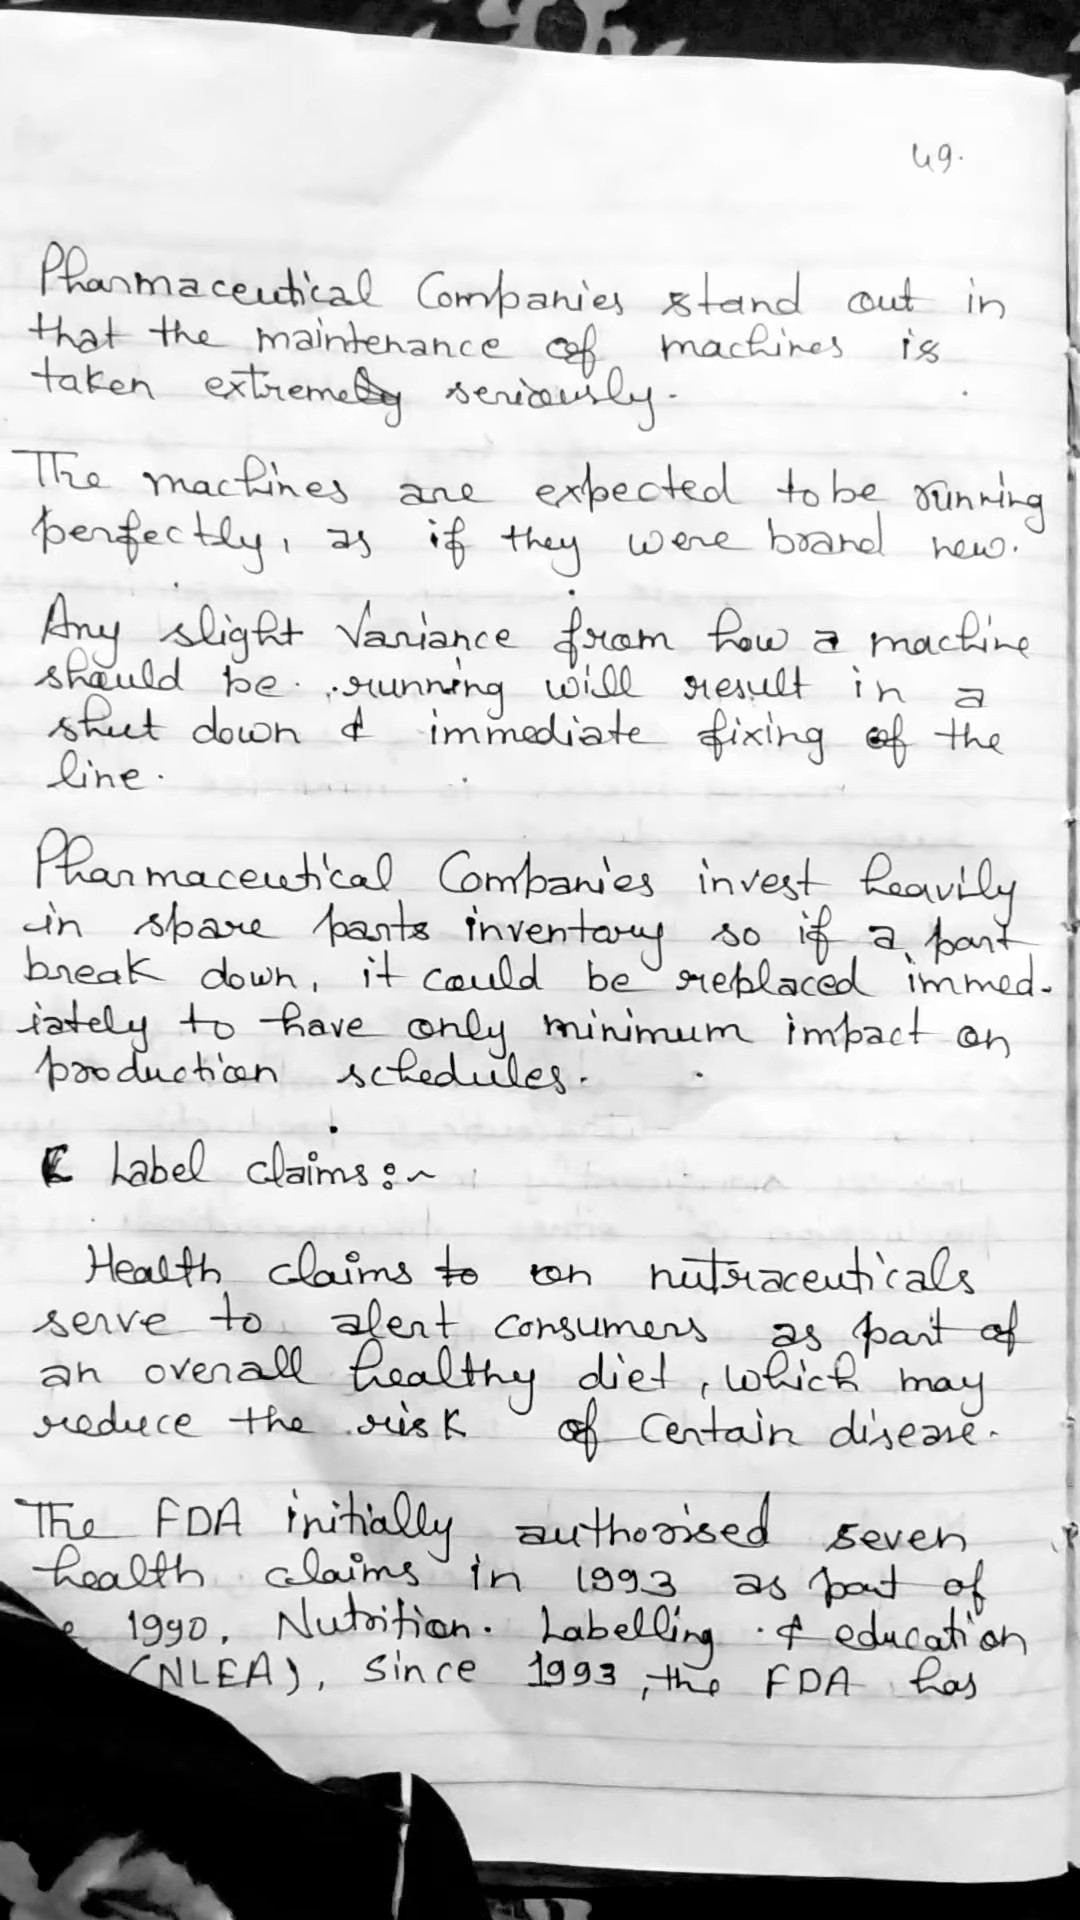 49.
Pharmaceutical Companies stand out in
that the maintenance of machines is
taken extremely seriously.
The machines are expected to be running
perfectly, as if they were brand new.
Any slight Variance from how a machine
should be running will result in a
shut down & immediate fixing of the
line.
Pharmaceutical Companies invest heavily
in spare parts inventory so if a part
break down, it could be replaced immed-
iately to have only minimum impact on
production schedules.
Label claims:~
Health claims to on nutraceuticals
serve to alert consumers as part of
an overall healthy diet, which may
reduce the risk of Certain disease.
The FDA initially authorised seven
health claims in 1993 as part of
1990, Nutrition. Labelling & education
(NLEA), Since 1993, the FDA has